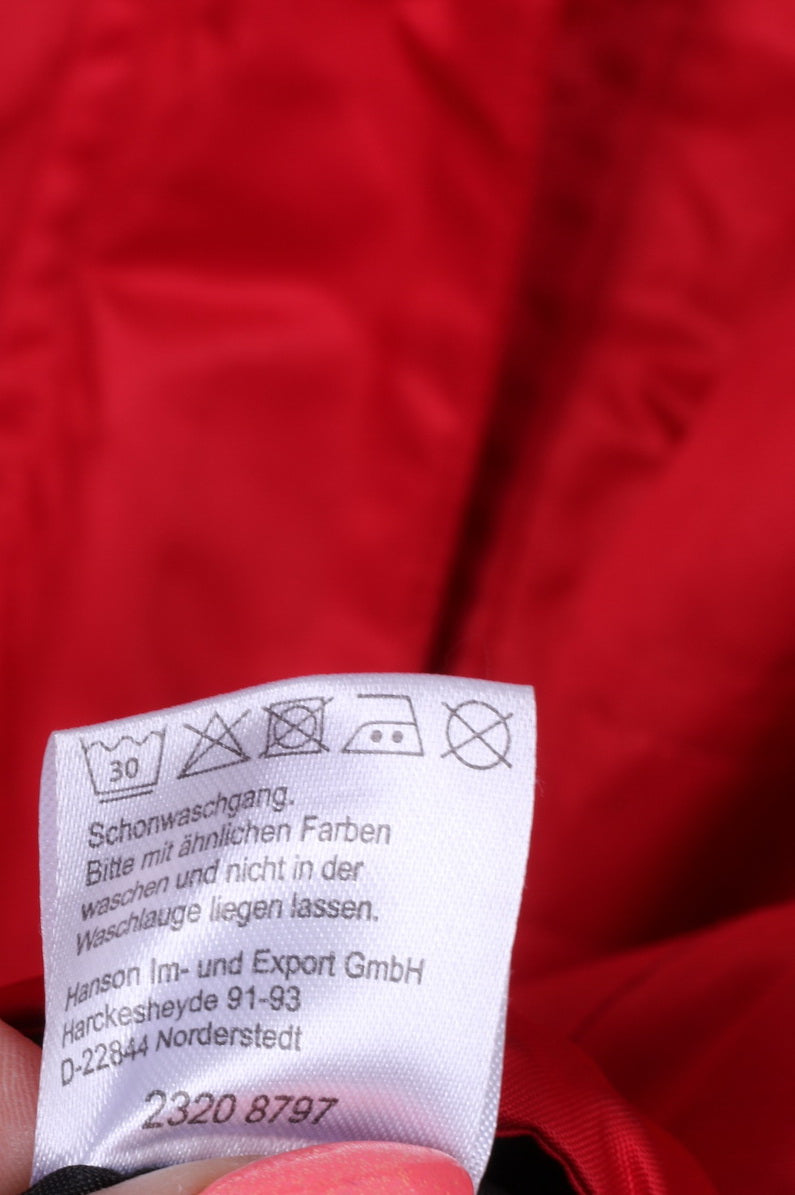 30
Schonwaschgang.
Bitte mit ähnlichen Farben
waschen und nicht in der
Waschlauge liegen lassen.
Hanson Im- und Export GmbH
Harckesheyde 91-93
D-22844 Norderstedt
2320 8797